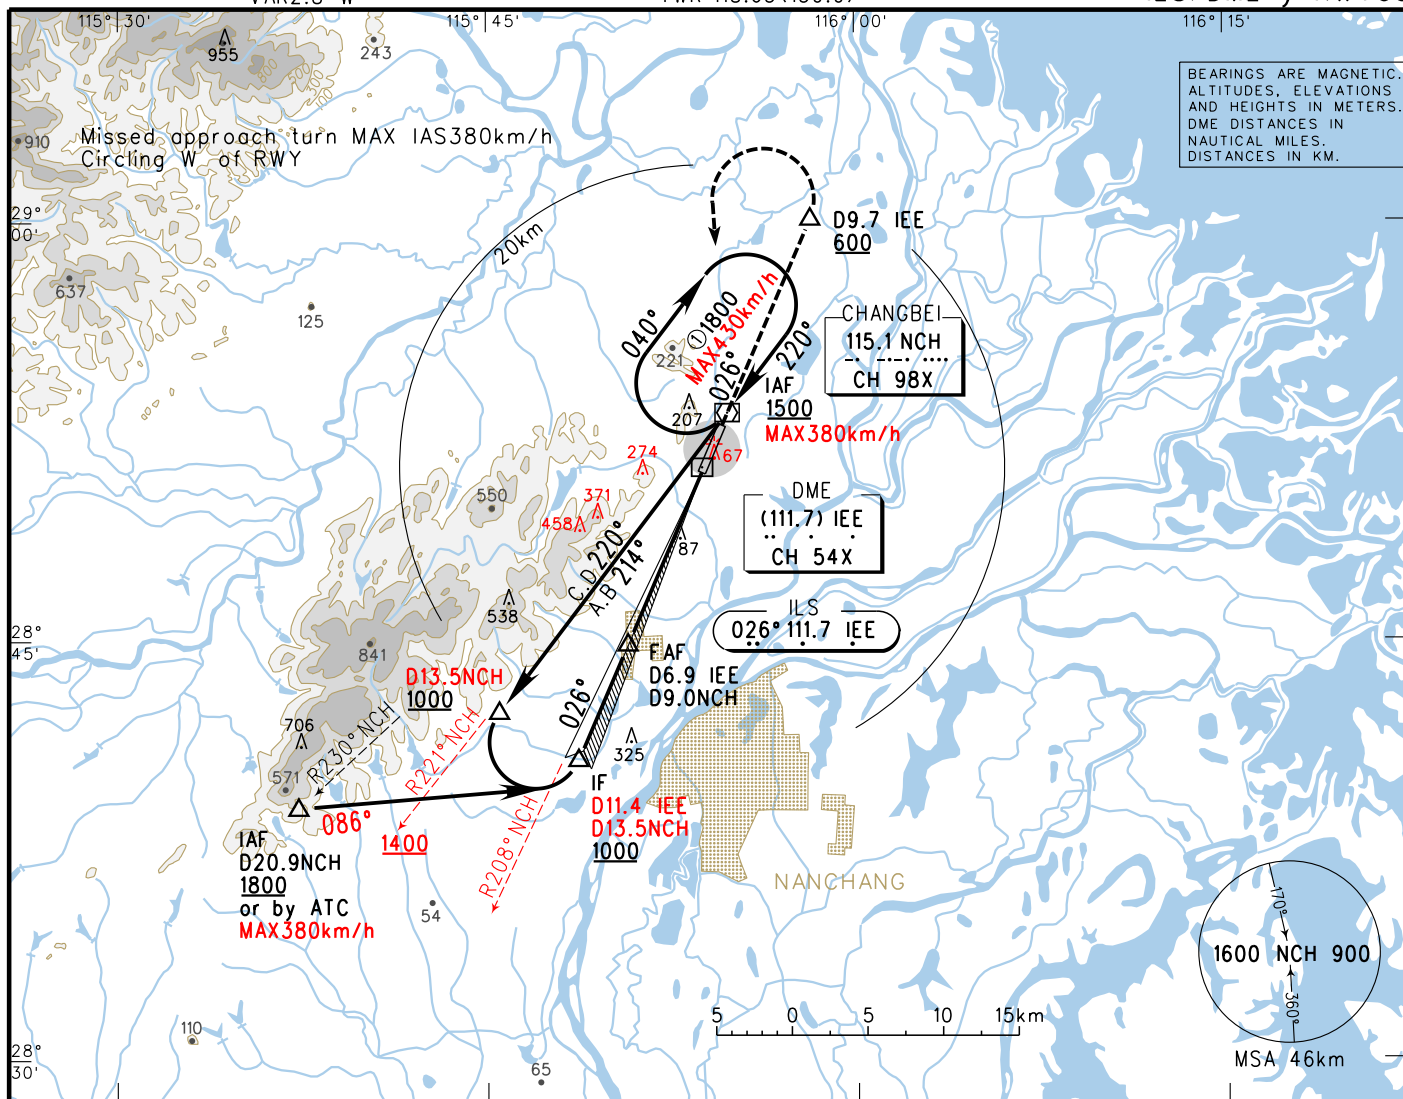 115°30'
115°45'
116°00'
116°15'
955
243
800
500
910
Missed approach turn MAX IAS380km/h
Circling W of RWY
BEARINGS ARE MAGNETIC.
ALTITUDES, ELEVATIONS
AND HEIGHTS IN METERS.
DME DISTANCES IN
NAUTICAL MILES.
DISTANCES IN KM.
29°
00'
20km
D9.7 IEE
600
637
125
040°
①1800
MAX430km/h
221
026°
220°
CHANGBEI
115.1 NCH
CH 98X
IAF
1500
MAX380km/h
207
67
274
550
371
458
DME
(111.7) IEE
CH 54X
87
C.D 220°
A.B 214°
538
ILS
026° 111.7 IEE
28°
45'
841
FAF
D6.9 IEE
D9.0NCH
D13.5NCH
1000
026°
706
R230° NCH
R221° NCH
325
571
IF
D11.4 IEE
D13.5NCH
1000
086°
1400
R208° NCH
IAF
D20.9NCH
1800
or by ATC
MAX380km/h
54
NANCHANG
170°
1600 NCH 900
360°
MSA 46km
5 0 5 10 15km
110
65
28°
30'